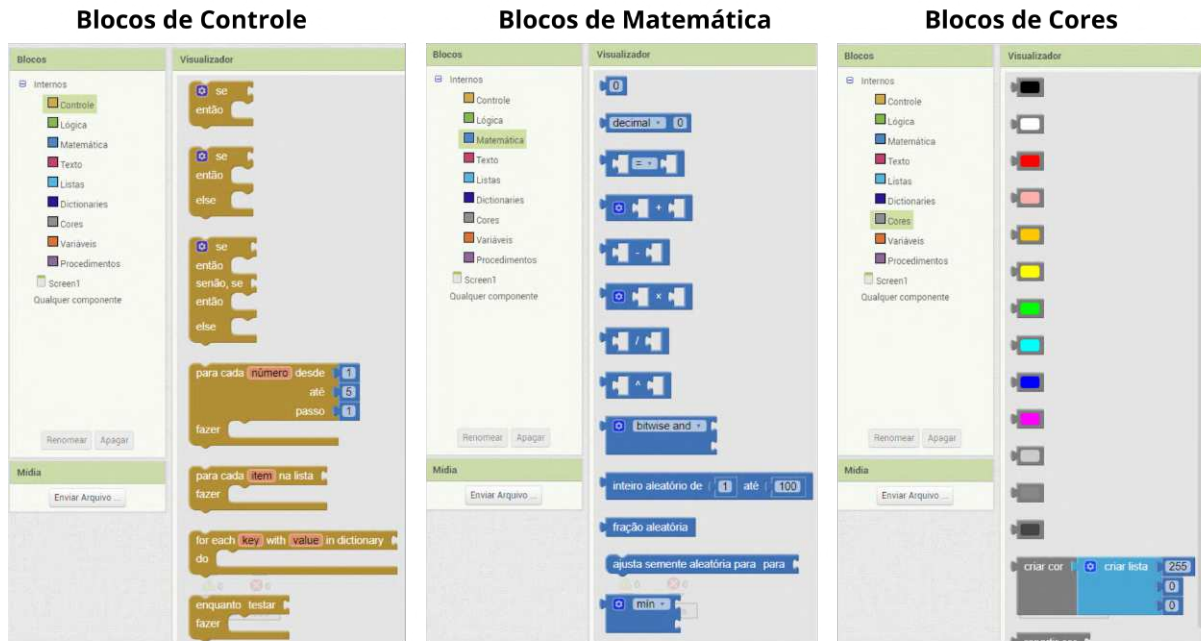 Blocos de Controle
Blocos
Internos
Controle
Lógica
Matemática
Texto
Listas
Dictionaries
Cores
Variáveis
Procedimentos
Screen1
Qualquer componente
Renomear Apagar
Mídia
Enviar Arquivo ...
Visualizador
se
então
se
então
else
se
então
senão, se
então
else
para cada número desde 1
até 5
passo 1
fazer
para cada item na lista
fazer
for each key with value in dictionary
do
0 0
enquanto testar
fazer
Blocos de Matemática
Blocos
Internos
Controle
Lógica
Matemática
Texto
Listas
Dictionaries
Cores
Variáveis
Procedimentos
Screen1
Qualquer componente
Renomear Apagar
Mídia
Enviar Arquivo ...
Visualizador
0
decimal 0
=
+
-
×
/
^
bitwise and
inteiro aleatório de 1 até 100
fração aleatória
ajusta semente aleatória para para
0 0
min
Blocos de Cores
Blocos
Internos
Controle
Lógica
Matemática
Texto
Listas
Dictionaries
Cores
Variáveis
Procedimentos
Screen1
Qualquer componente
Renomear Apagar
Mídia
Enviar Arquivo ...
Visualizador
criar cor criar lista 255
0
0